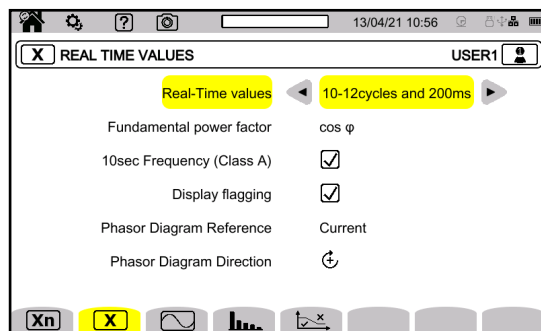 ?
13/04/21 10:56
X REAL TIME VALUES USER1
Real-Time values 10-12cycles and 200ms
Fundamental power factor cos φ
10sec Frequency (Class A)
Display flagging
Phasor Diagram Reference Current
Phasor Diagram Direction
Xn X